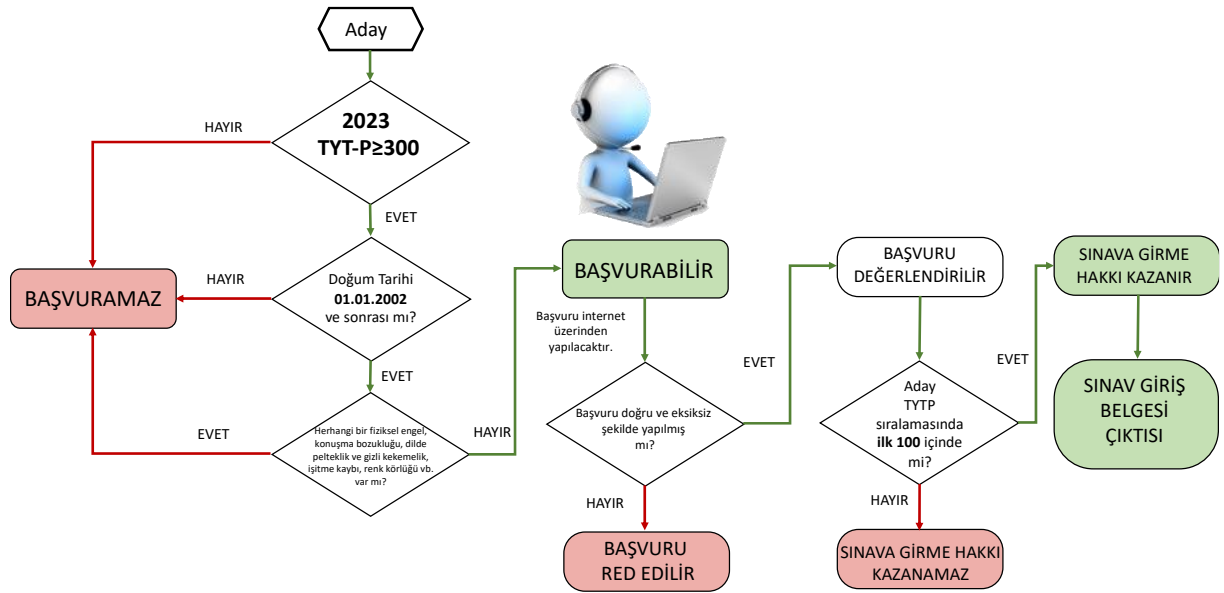 Aday
2023
TYT-P≥300
HAYIR
EVET
Doğum Tarihi
01.01.2002
ve sonrası mı?
HAYIR
BAŞVURAMAZ
EVET
Herhangi bir fiziksel engel,
konuşma bozukluğu, dilde
pelteklik ve gizli kekemelik,
işitme kaybı, renk körlüğü vb.
var mı?
EVET
HAYIR
BAŞVURABİLİR
Başvuru internet
üzerinden
yapılacaktır.
Başvuru doğru ve eksiksiz
şekilde yapılmış
mı?
EVET
HAYIR
BAŞVURU
RED EDİLİR
BAŞVURU
DEĞERLENDİRİLİR
Aday
TYTP
sıralamasında
ilk 100 içinde
mi?
EVET
HAYIR
SINAVA GİRME HAKKI
KAZANAMAZ
SINAVA GİRME
HAKKI KAZANIR
SINAV GİRİŞ
BELGESİ
ÇIKTISI